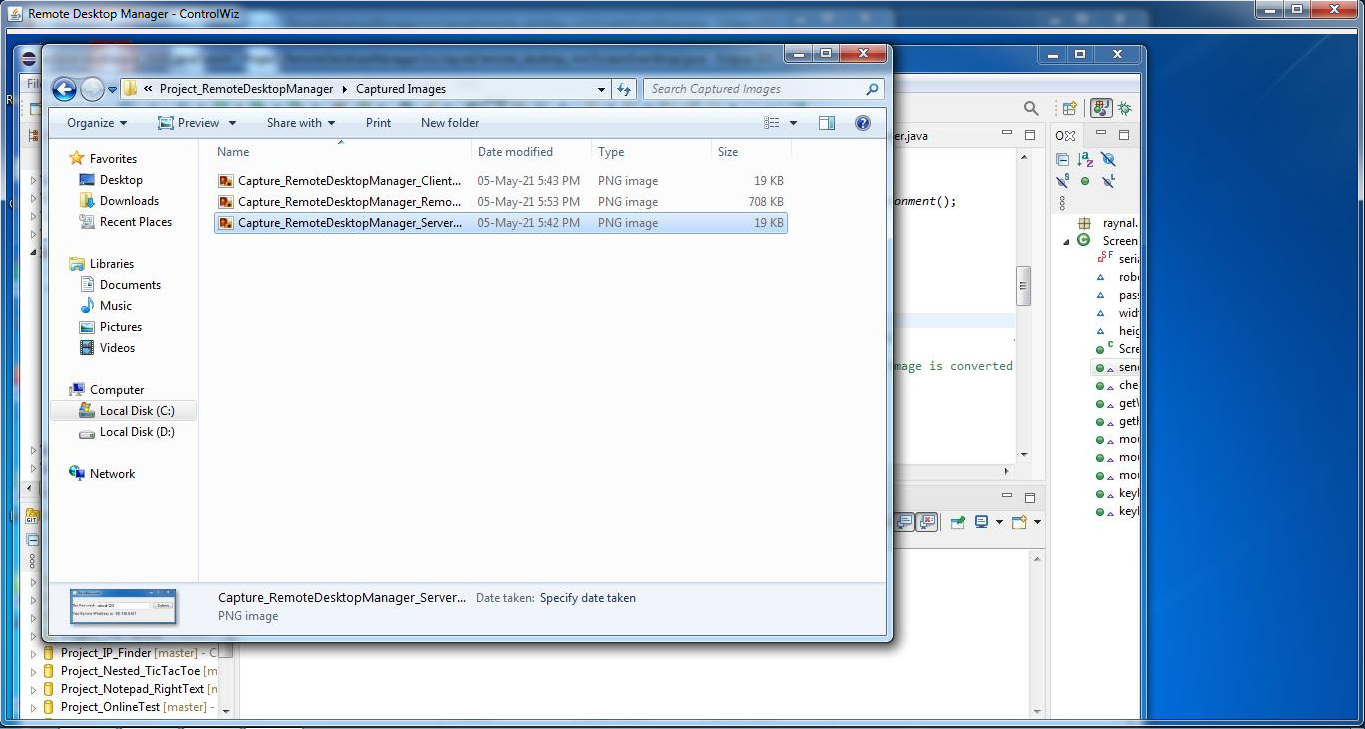 Remote Desktop Manager - ControlWiz
Fil
« Project_RemoteDesktopManager Captured Images
Search Captured Images
Organize Preview Share with Print New folder
Name Date modified Type Size
Capture_RemoteDesktopManager_Client... 05-May-21 5:43 PM PNG image 19 KB
Capture_RemoteDesktopManager_Remo... 05-May-21 5:53 PM PNG image 708 KB
Capture_RemoteDesktopManager_Server... 05-May-21 5:42 PM PNG image 19 KB
Favorites
Desktop
Downloads
Recent Places
Libraries
Documents
Music
Pictures
Videos
Computer
Local Disk (C:)
Local Disk (D:)
Network
Capture_RemoteDesktopManager_Server... Date taken: Specify date taken
PNG image
er.java
onment();
mage is converted
raynal.
Screen
seria
robo
pass
widt
heig
Scre
send
che
getW
getH
mou
mou
mou
keyl
keyl
Project_IP_Finder [master] - C
Project_Nested_TicTacToe [m
Project_Notepad_RightText [n
Project_OnlineTest [master] -